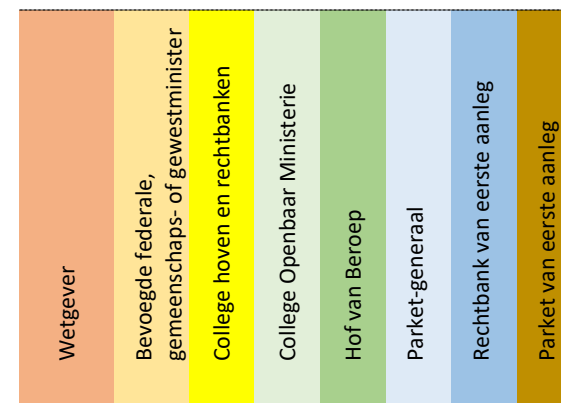 Wetgever
Bevoegde federale,
gemeenschaps- of gewestminister
College hoven en rechtbanken
College Openbaar Ministerie
Hof van Beroep
Parket-generaal
Rechtbank van eerste aanleg
Parket van eerste aanleg